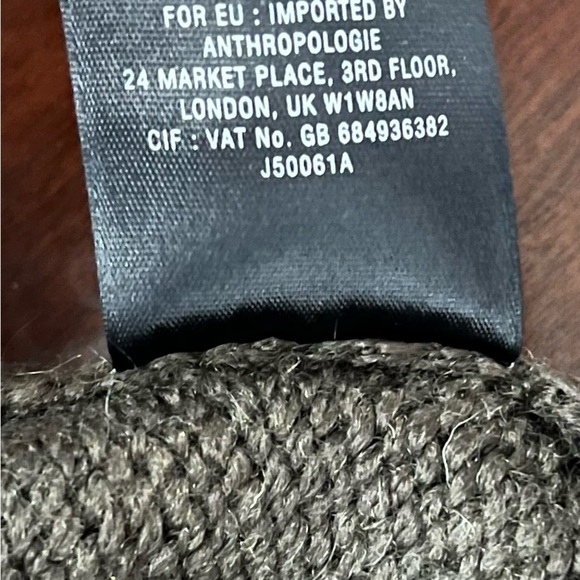 FOR EU : IMPORTED BY
ANTHROPOLOGIE
24 MARKET PLACE, 3RD FLOOR,
LONDON, UK W1W8AN
CIF : VAT No. GB 684936382
J50061A